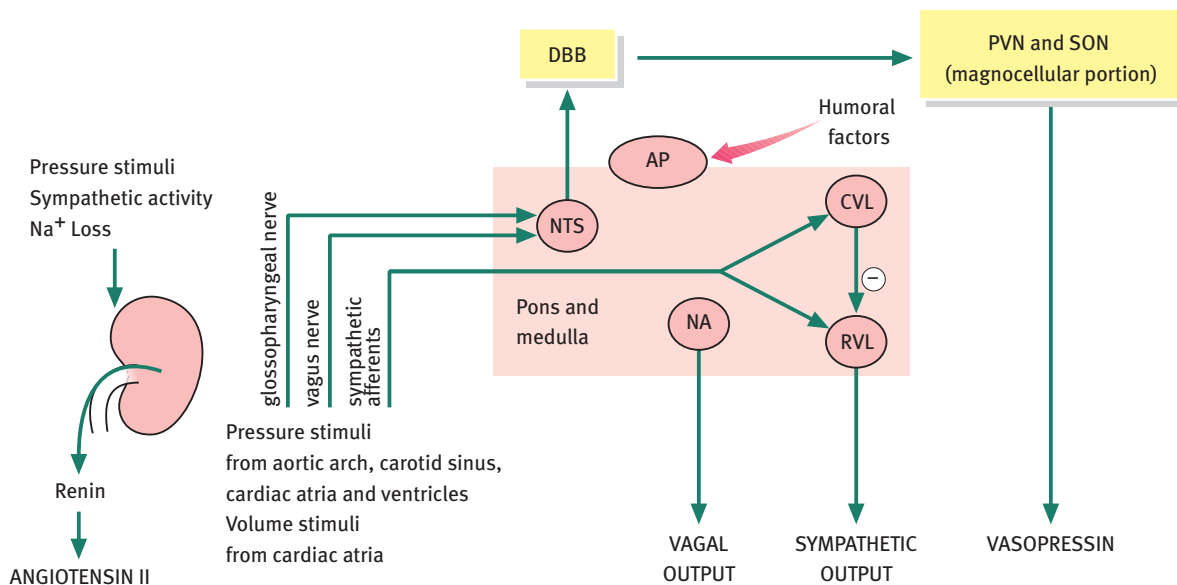 DBB
PVN and SON
(magnocellular portion)
Humoral
factors
AP
Pressure stimuli
Sympathetic activity
Na+ Loss
CVL
NTS
−
glossopharyngeal nerve
vagus nerve
sympathetic
afferents
Pons and
medulla
NA
RVL
Pressure stimuli
from aortic arch, carotid sinus,
cardiac atria and ventricles
Volume stimuli
from cardiac atria
Renin
ANGIOTENSIN II
VAGAL
OUTPUT
SYMPATHETIC
OUTPUT
VASOPRESSIN